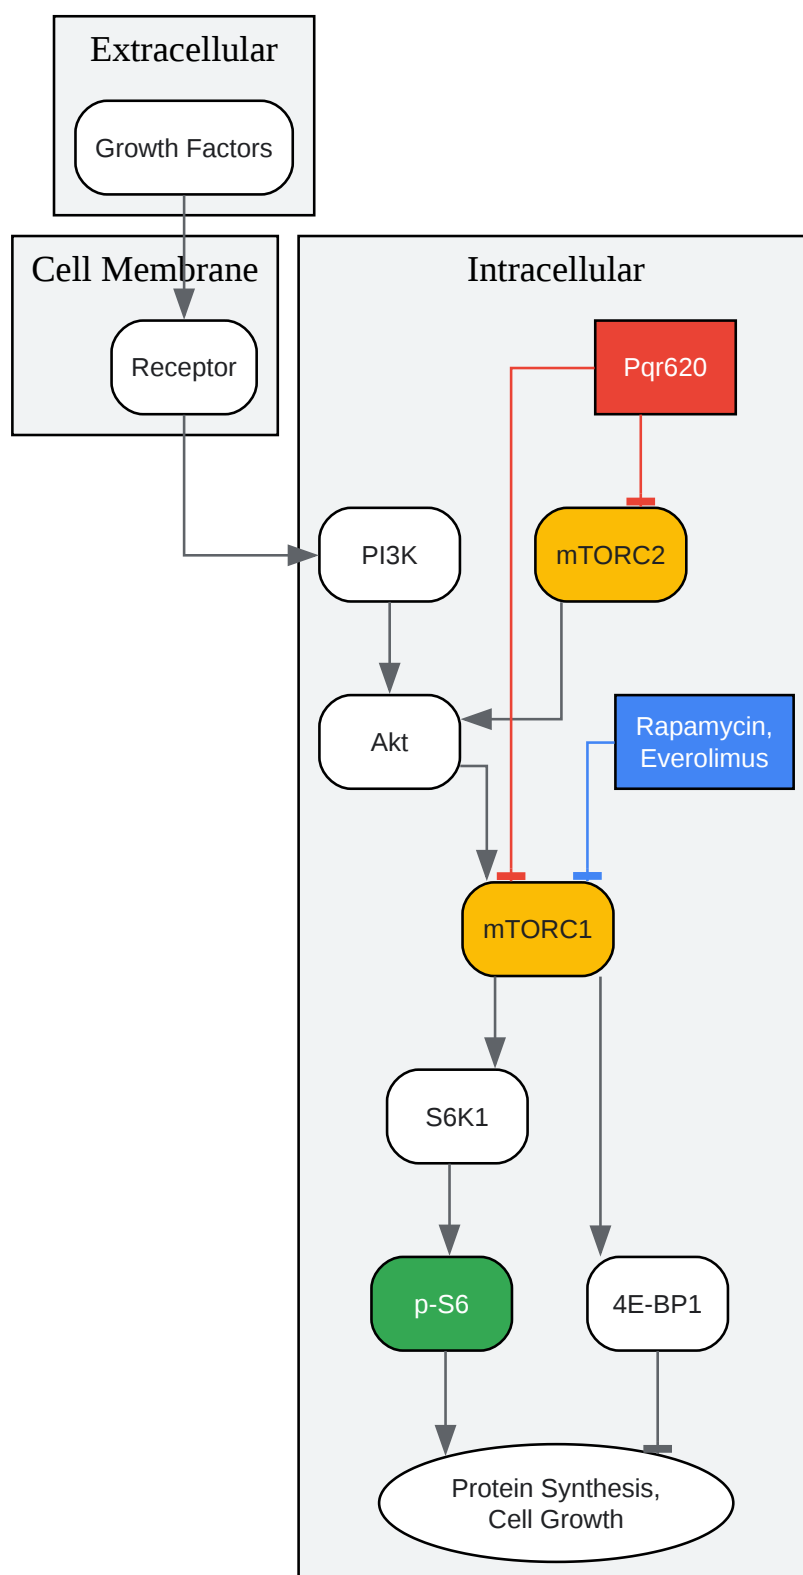 Extracellular
Growth Factors
Cell Membrane
Intracellular
Receptor
Pqr620
PI3K
mTORC2
Akt
Rapamycin,
Everolimus
mTORC1
S6K1
p-S6
4E-BP1
Protein Synthesis,
Cell Growth